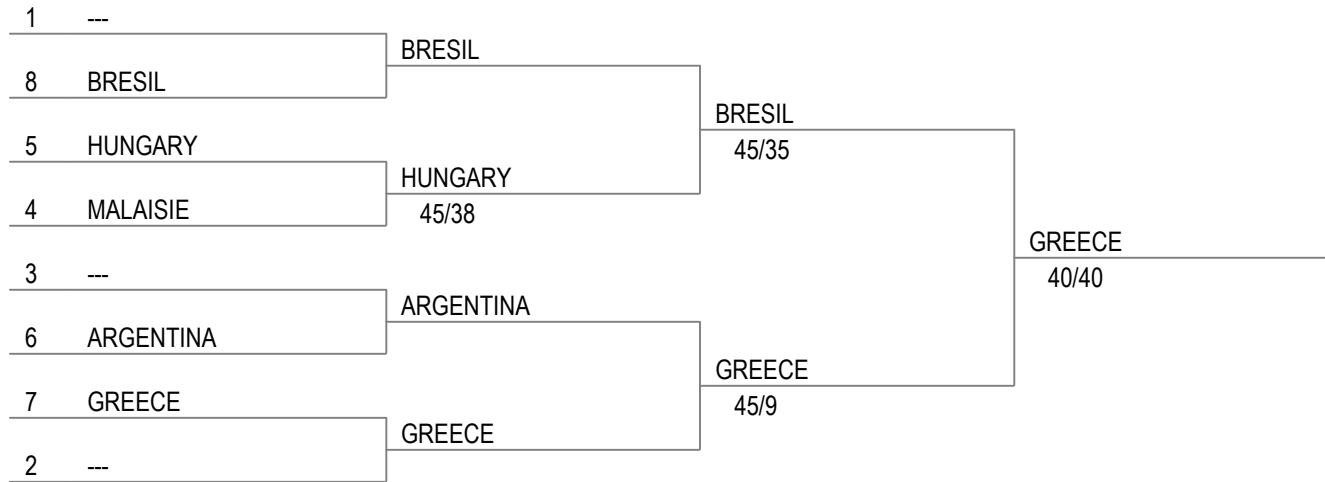 1 ---
BRESIL
8 BRESIL
BRESIL
45/35
5 HUNGARY
HUNGARY
45/38
4 MALAISIE
GREECE
40/40
3 ---
ARGENTINA
6 ARGENTINA
GREECE
45/9
7 GREECE
GREECE
2 ---